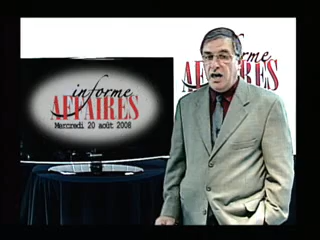 informe
AFFAIRES
Mercredi 20 août 2008
informe
AFFAIRES